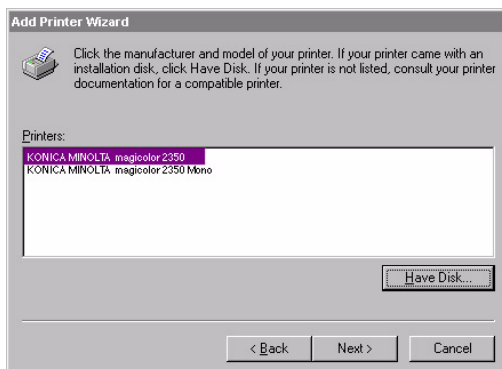 Add Printer Wizard
Click the manufacturer and model of your printer. If your printer came with an
installation disk, click Have Disk. If your printer is not listed, consult your printer
documentation for a compatible printer.
Printers:
KONICA MINOLTA magicolor 2350
KONICA MINOLTA magicolor 2350 Mono
Have Disk...
< Back
Next >
Cancel